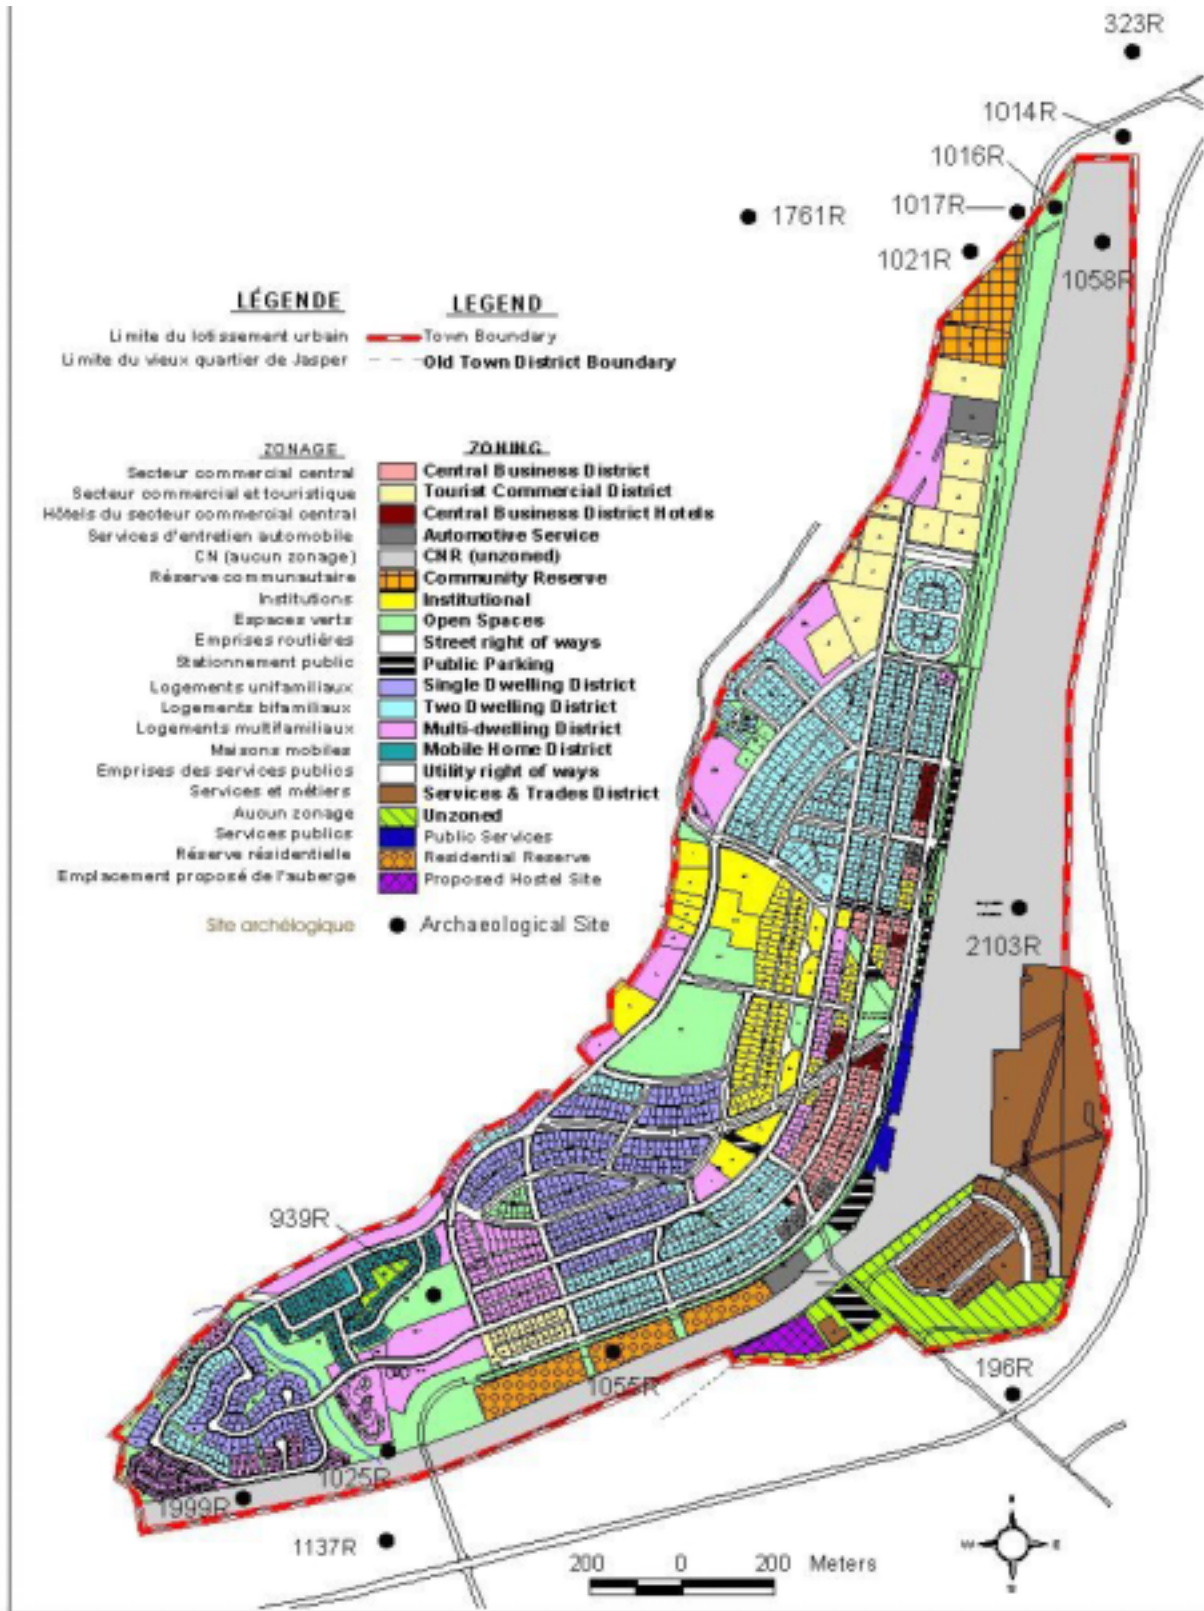 323R
1014R
1016R
1017R
1761R
1021R
1058R
LÉGENDE LEGEND
Limite du lotissement urbain Town Boundary
Limite du vieux quartier de Jasper Old Town District Boundary
ZONAGE ZONING
Secteur commercial central Central Business District
Secteur commercial et touristique Tourist Commercial District
Hôtels du secteur commercial central Central Business District Hotels
Services d'entretien automobile Automotive Service
CN (aucun zonage) CNR (unzoned)
Réserve communautaire Community Reserve
Institutions Institutional
Espaces verts Open Spaces
Emprises routières Street right of ways
Stationnement public Public Parking
Logements unifamiliaux Single Dwelling District
Logements bifamiliaux Two Dwelling District
Logements multifamiliaux Multi-dwelling District
Maisons mobiles Mobile Home District
Emprises des services publics Utility right of ways
Services et métiers Services & Trades District
Aucun zonage Unzoned
Services publics Public Services
Réserve résidentielle Residential Reserve
Emplacement proposé de l'auberge Proposed Hostel Site
Site archélogique Archaeological Site
2103R
939R
196R
1055R
1025R
1999R
1137R
200 0 200 Meters
W E
S